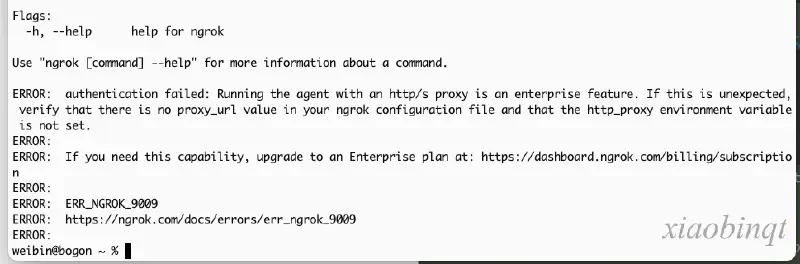 Flags:
  -h, --help      help for ngrok

Use "ngrok [command] --help" for more information about a command.

ERROR:  authentication failed: Running the agent with an http/s proxy is an enterprise feature. If this is unexpected,
 verify that there is no proxy_url value in your ngrok configuration file and that the http_proxy environment variable
 is not set.
ERROR:
ERROR:  If you need this capability, upgrade to an Enterprise plan at: https://dashboard.ngrok.com/billing/subscriptio
n
ERROR:
ERROR:  ERR_NGROK_9009
ERROR:  https://ngrok.com/docs/errors/err_ngrok_9009
ERROR:
weibin@bogon ~ %
xiaobinqt